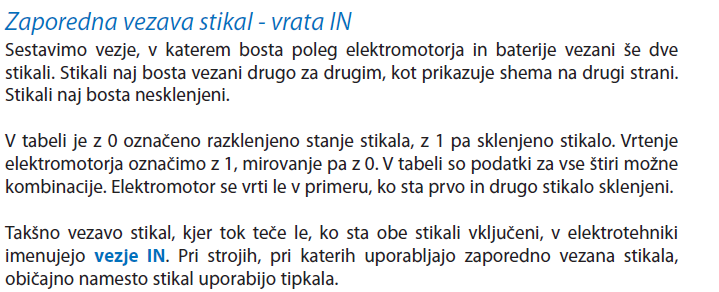 Zaporedna vezava stikal - vrata IN
Sestavimo vezje, v katerem bosta poleg elektromotorja in baterije vezani še dve
stikali. Stikali naj bosta vezani drugo za drugim, kot prikazuje shema na drugi strani.
Stikali naj bosta nesklenjeni.
V tabeli je z 0 označeno razklenjeno stanje stikala, z 1 pa sklenjeno stikalo. Vrtenje
elektromotorja označimo z 1, mirovanje pa z 0. V tabeli so podatki za vse štiri možne
kombinacije. Elektromotor se vrti le v primeru, ko sta prvo in drugo stikalo sklenjeni.
Takšno vezavo stikal, kjer tok teče le, ko sta obe stikali vključeni, v elektrotehniki
imenujejo vezje IN. Pri strojih, pri katerih uporabljajo zaporedno vezana stikala,
običajno namesto stikal uporabijo tipkala.